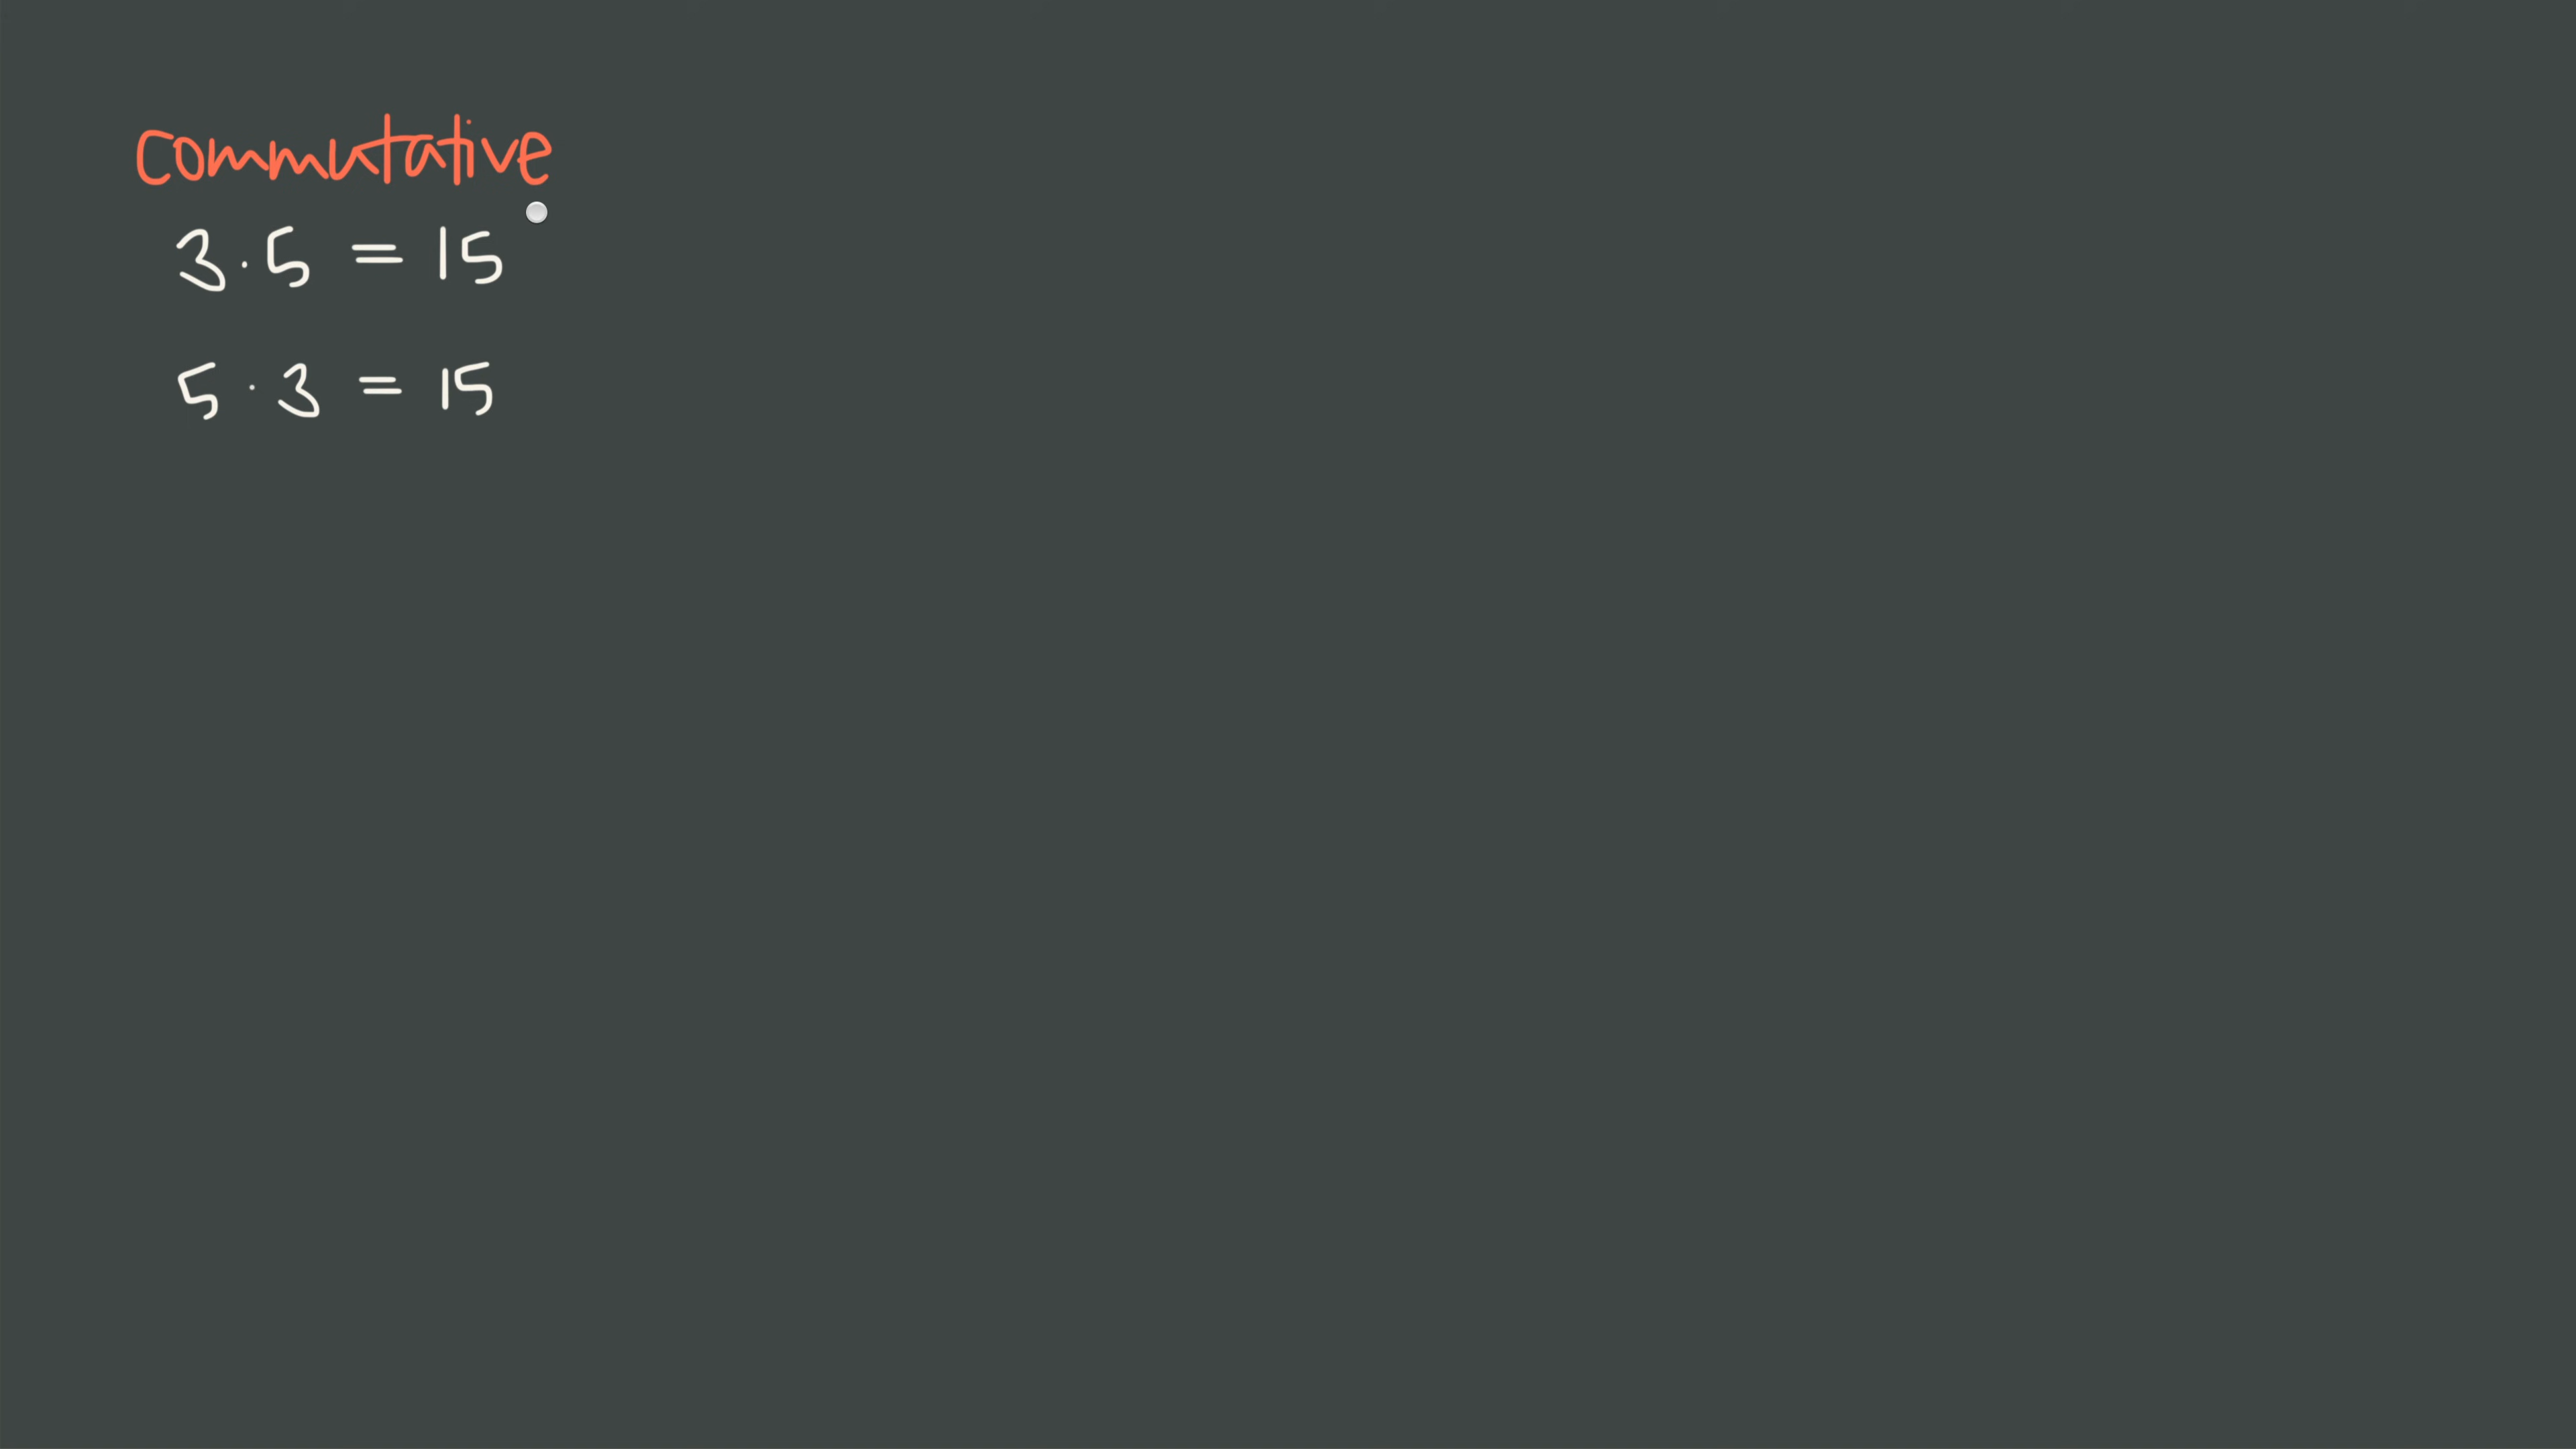 commutative
3 · 5 = 15
5 · 3 = 15